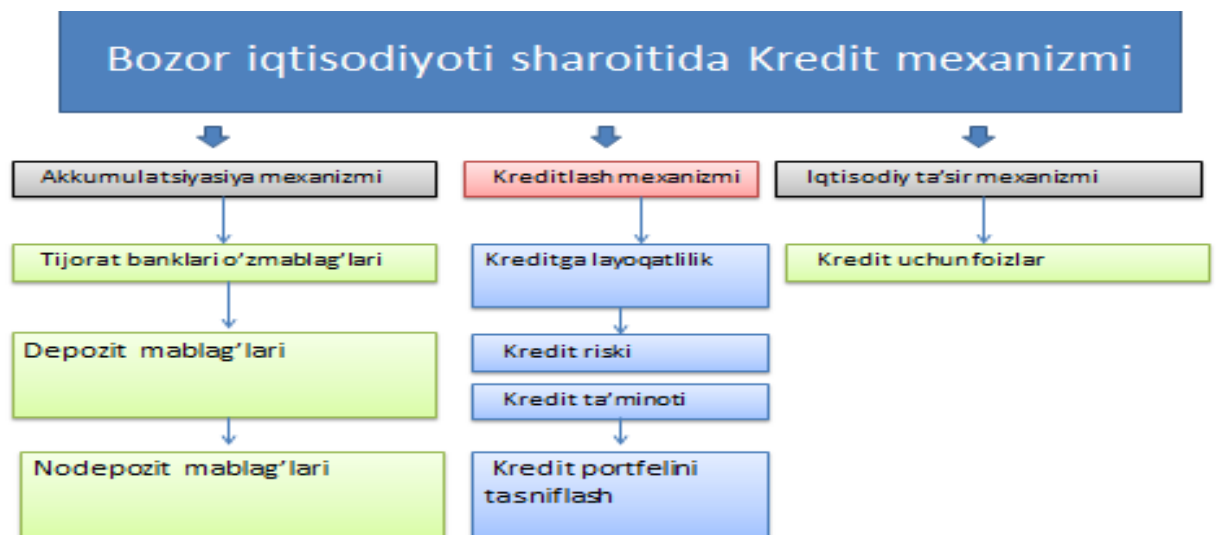 Bozor iqtisodiyoti sharoitida Kredit mexanizmi
Akkumulatsiyasiya mexanizmi
Kreditlash mexanizmi
Iqtisodiy ta'sir mexanizmi
Tijorat banklari o'z mablag'lari
Kreditga layoqatlilik
Kredit uchun foizlar
Depozit mablag'lari
Kredit riski
Kredit ta'minoti
Nodepozit mablag'lari
Kredit portfelini
tasniflash